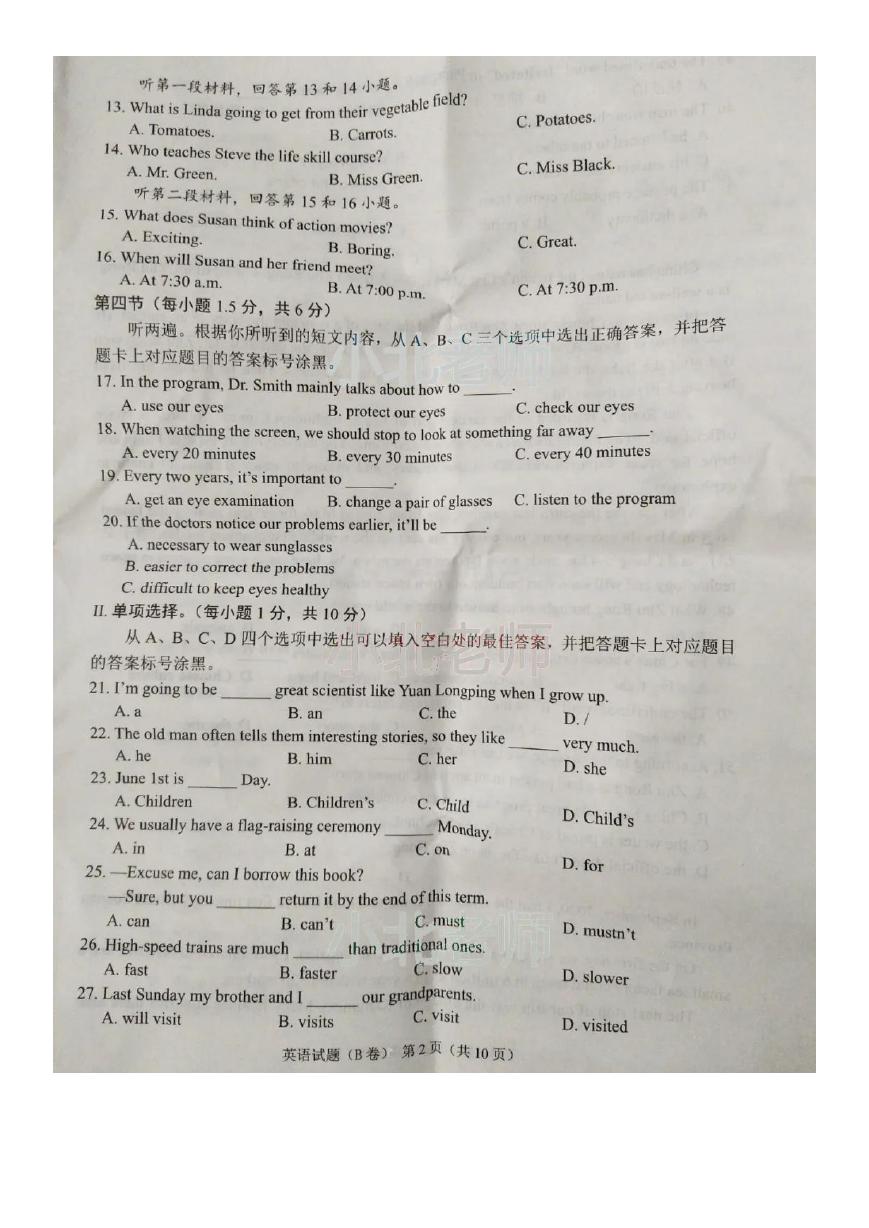 听第一段材料，回答第 13 和 14 小题。
13. What is Linda going to get from their vegetable field?
A. Tomatoes. B. Carrots. C. Potatoes.
14. Who teaches Steve the life skill course?
A. Mr. Green. B. Miss Green. C. Miss Black.
听第二段材料，回答第 15 和 16 小题。
15. What does Susan think of action movies?
A. Exciting. B. Boring. C. Great.
16. When will Susan and her friend meet?
A. At 7:30 a.m. B. At 7:00 p.m. C. At 7:30 p.m.
第四节（每小题 1.5 分，共 6 分）
听两遍。根据你所听到的短文内容，从 A、B、C 三个选项中选出正确答案，并把答
题卡上对应题目的答案标号涂黑。
17. In the program, Dr. Smith mainly talks about how to ______.
A. use our eyes B. protect our eyes C. check our eyes
18. When watching the screen, we should stop to look at something far away ______.
A. every 20 minutes B. every 30 minutes C. every 40 minutes
19. Every two years, it's important to ______.
A. get an eye examination B. change a pair of glasses C. listen to the program
20. If the doctors notice our problems earlier, it'll be ______.
A. necessary to wear sunglasses
B. easier to correct the problems
C. difficult to keep eyes healthy
II. 单项选择。（每小题 1 分，共 10 分）
从 A、B、C、D 四个选项中选出可以填入空白处的最佳答案，并把答题卡上对应题目
的答案标号涂黑。
21. I'm going to be ______ great scientist like Yuan Longping when I grow up.
A. a B. an C. the D. /
22. The old man often tells them interesting stories, so they like ______ very much.
A. he B. him C. her D. she
23. June 1st is ______ Day.
A. Children B. Children's C. Child D. Child's
24. We usually have a flag-raising ceremony ______ Monday.
A. in B. at C. on D. for
25. —Excuse me, can I borrow this book?
—Sure, but you ______ return it by the end of this term.
A. can B. can't C. must D. mustn't
26. High-speed trains are much ______ than traditional ones.
A. fast B. faster C. slow D. slower
27. Last Sunday my brother and I ______ our grandparents.
A. will visit B. visits C. visit D. visited
英语试题（B 卷） 第 2 页（共 10 页）
小北老师
小北老师
小北老师